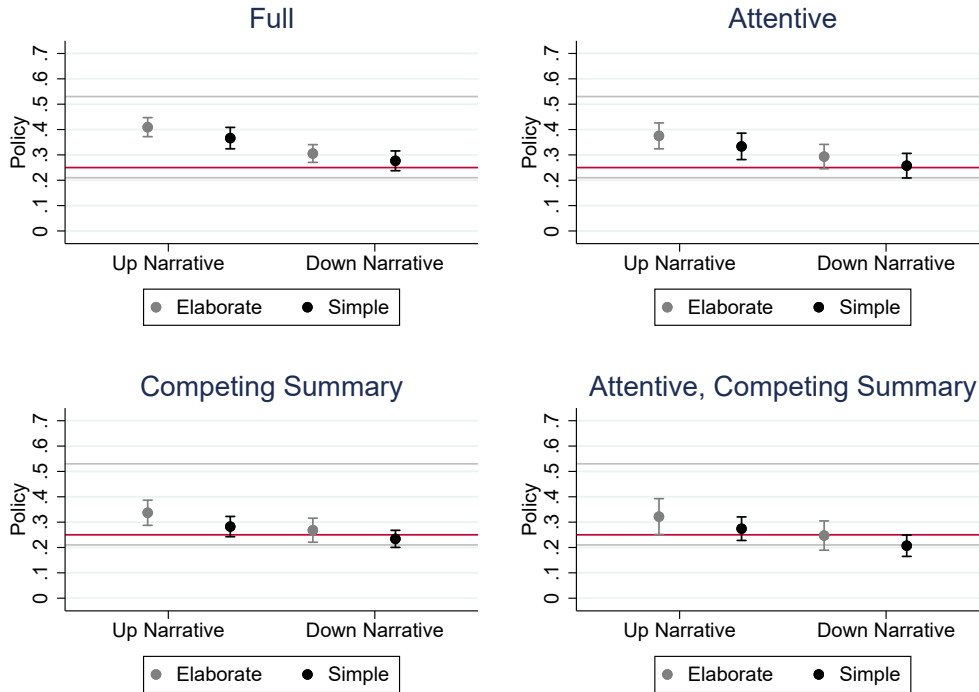 Full
Policy
.7
.6
.5
.4
.3
.2
.1
0
Up Narrative Down Narrative
Elaborate Simple
Attentive
Policy
.7
.6
.5
.4
.3
.2
.1
0
Up Narrative Down Narrative
Elaborate Simple
Competing Summary
Policy
.7
.6
.5
.4
.3
.2
.1
0
Up Narrative Down Narrative
Elaborate Simple
Attentive, Competing Summary
Policy
.7
.6
.5
.4
.3
.2
.1
0
Up Narrative Down Narrative
Elaborate Simple